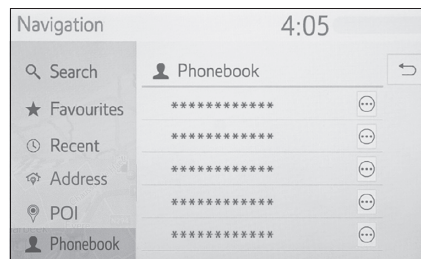 Navigation
4:05
Search
Favourites
Recent
Address
POI
Phonebook
Phonebook
************
************
************
************
************